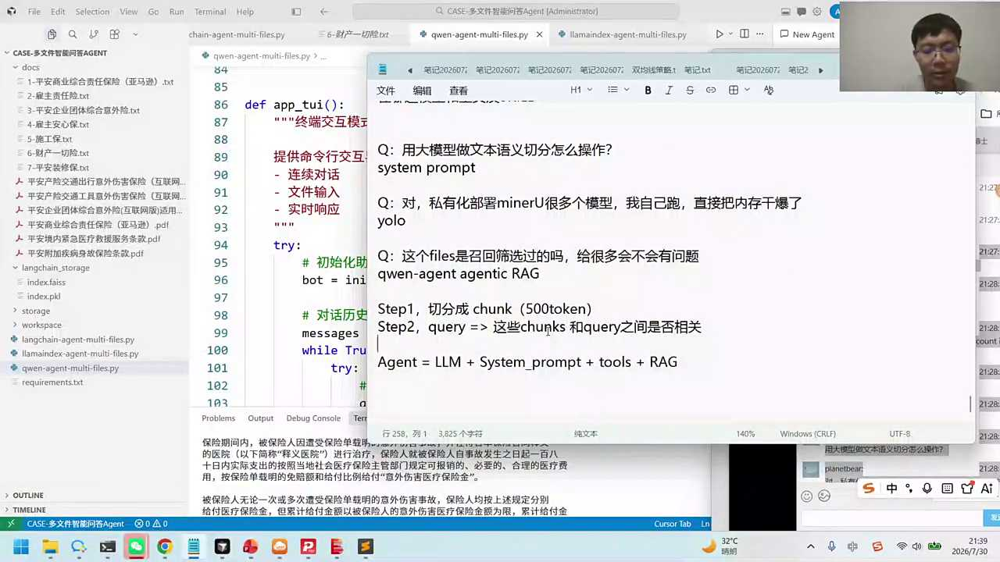 File Edit Selection View Go Run Terminal Help
CASE-多文件智能问答Agent [Administrator]
chain-agent-multi-files.py
6-财产一切险.txt
qwen-agent-multi-files.py
llamaindex-agent-multi-files.py
New Agent
CASE-多文件智能问答AGENT
docs
1-平安商业综合责任保险（亚马逊）.txt
2-雇主责任险.txt
3-平安企业团体综合意外险.txt
4-雇主安心保.txt
5-施工保.txt
6-财产一切险.txt
7-平安装修保.txt
平安产险交通出行意外伤害保险（互联网...
平安产险交通工具意外伤害保险（互联网...
平安企业团体综合意外险(互联网版)适用...
平安商业综合责任保险（亚马逊）.pdf
平安境内紧急医疗救援服务条款.pdf
平安附加疾病身故保险条款.pdf
langchain_storage
index.faiss
index.pkl
storage
workspace
langchain-agent-multi-files.py
llamaindex-agent-multi-files.py
qwen-agent-multi-files.py
requirements.txt
OUTLINE
TIMELINE
qwen-agent-multi-files.py > ...
84
85
86 def app_tui():
87 """终端交互模式
88
89 提供命令行交互
90 - 连续对话
91 - 文件输入
92 - 实时响应
93 """
94 try:
95 # 初始化助
96 bot = ini
97
98 # 对话历史
99 messages
100 while Tru
101 try:
102 #
103 q
Problems Output Debug Console Ter
的医院（以下简称“释义医院”）进行治疗，保险人就被保险人自事故发生之日起一百八
十日内实际支出的按照当地社会医疗保险主管部门规定可报销的、必要的、合理的医疗费
用，按保险单载明的免赔额和给付比例给付“意外伤害医疗保险金”。
被保险人无论一次或多次遭受保险单载明的意外伤害事故，保险人均按上述规定分别
给付医疗保险金，但累计给付金额以被保险人的意外伤害医疗保险金额为限，累计给付金
笔记2026072 笔记2026072 笔记2026072 笔记2026072 双均线策略.t 笔记.txt 笔记2026072 笔记2
文件 编辑 查看 H1 B
Q：用大模型做文本语义切分怎么操作？
system prompt
Q：对，私有化部署minerU很多个模型，我自己跑，直接把内存干爆了
yolo
Q：这个files是召回筛选过的吗，给很多会不会有问题
qwen-agent agentic RAG
Step1，切分成 chunk（500token）
Step2，query => 这些chunks 和query之间是否相关
Agent = LLM + System_prompt + tools + RAG
行 258，列 1 3,825 个字符 纯文本 140% Windows (CRLF) UTF-8
21:27
21:27:
21:27:
21:28:
21:28:
count i
21:28:
21:28:
21:28:
用大模型做文本语义切分怎么操作?
21:28:
planetbear:
中
CASE-多文件智能问答Agent 0 0 Cursor Tab Ln
32°C
晴朗
21:39
2026/7/30